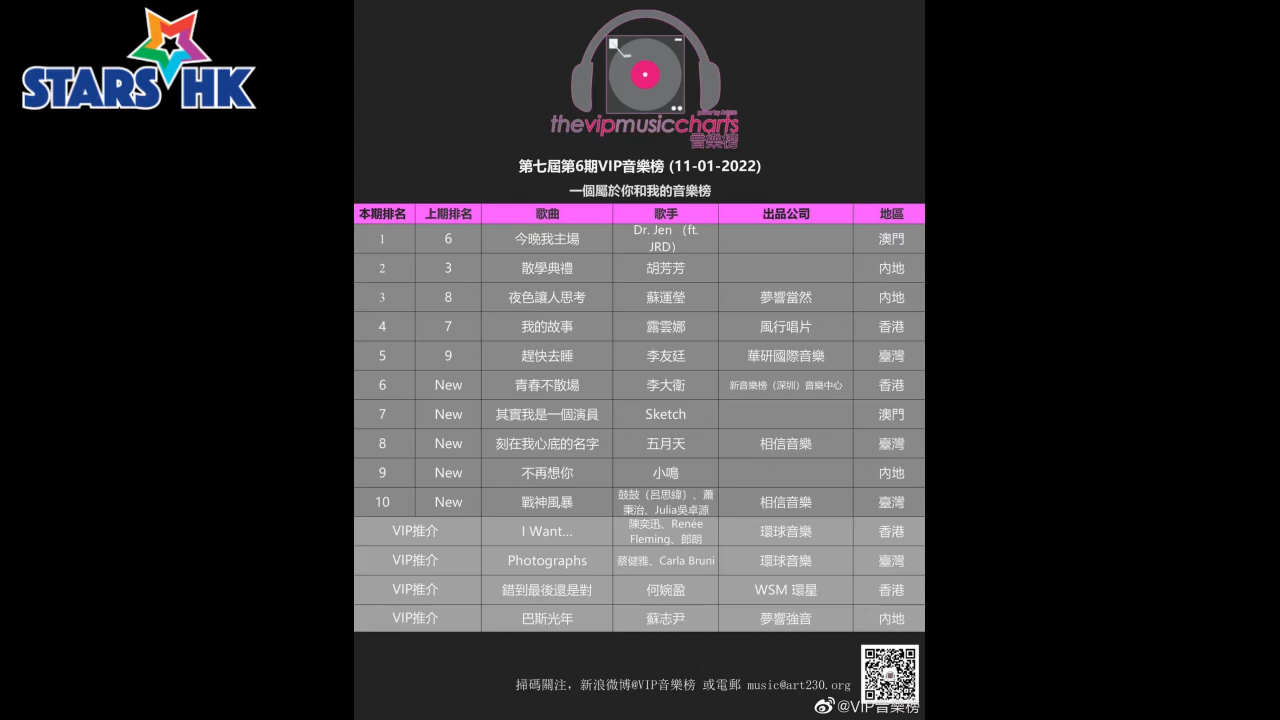 STARS HK
power by Art230
thevipmusiccharts
音樂榜
第七屆第6期VIP音樂榜 (11-01-2022)
一個屬於你和我的音樂榜
本期排名 上期排名 歌曲 歌手 出品公司 地區
1 6 今晚我主場 Dr. Jen （ft. JRD） 澳門
2 3 散學典禮 胡芳芳 內地
3 8 夜色讓人思考 蘇運瑩 夢響當然 內地
4 7 我的故事 露雲娜 風行唱片 香港
5 9 趕快去睡 李友廷 華研國際音樂 臺灣
6 New 青春不散場 李大衛 新音樂榜（深圳）音樂中心 香港
7 New 其實我是一個演員 Sketch 澳門
8 New 刻在我心底的名字 五月天 相信音樂 臺灣
9 New 不再想你 小鳴 內地
10 New 戰神風暴 鼓鼓（呂思緯）、蕭秉治、Julia吳卓源 相信音樂 臺灣
VIP推介 I Want... 陳奕迅、Renée Fleming、郎朗 環球音樂 香港
VIP推介 Photographs 蔡健雅、Carla Bruni 環球音樂 臺灣
VIP推介 錯到最後還是對 何婉盈 WSM 環星 香港
VIP推介 巴斯光年 蘇志尹 夢響強音 內地
掃碼關注，新浪微博@VIP音樂榜 或電郵 music@art230.org
@VIP音樂榜